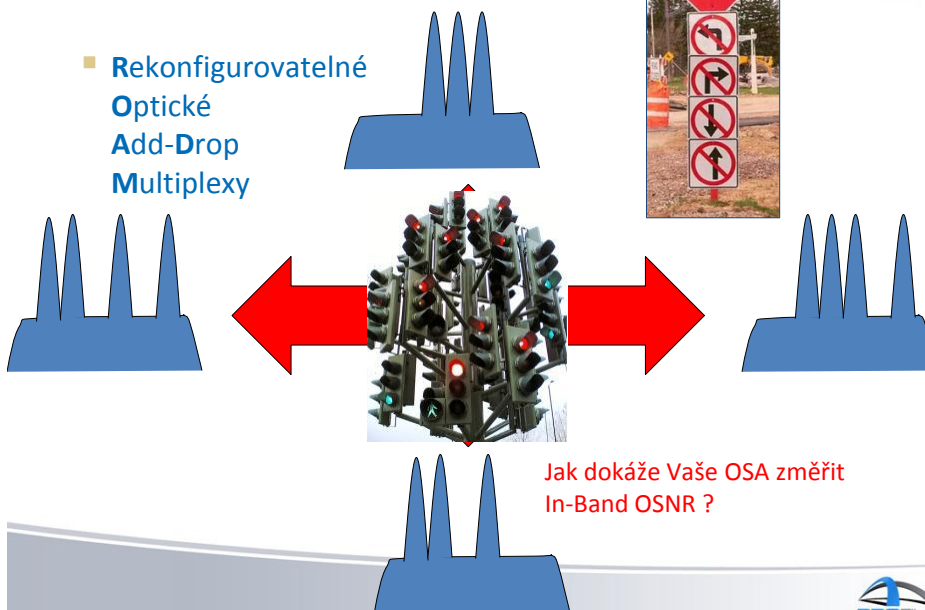 Rekonfigurovatelné
Optické
Add-Drop
Multiplexy
Jak dokáže Vaše OSA změřit
In-Band OSNR ?